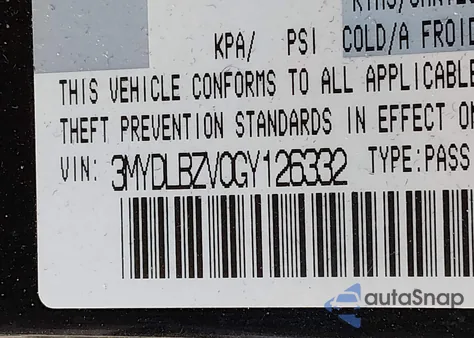 KPA/ PSI COLD/A FROID
THIS VEHICLE CONFORMS TO ALL APPLICABLE
THEFT PREVENTION STANDARDS IN EFFECT ON
VIN: 3MYDLBZV0GY126332 TYPE:PASS
autoSnap